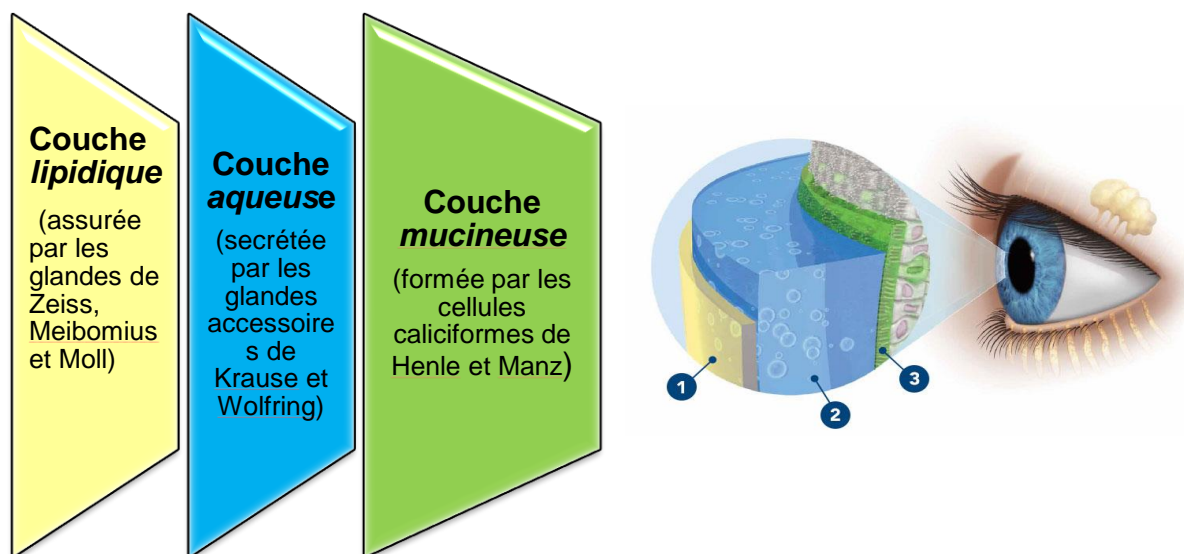 Couche
lipidique
(assurée
par les
glandes de
Zeiss,
Meibomius
et Moll)
Couche
aqueuse
(secrétée
par les
glandes
accessoire
s de
Krause et
Wolfring)
Couche
mucineuse
(formée par les
cellules
caliciformes de
Henle et Manz)
1
2
3